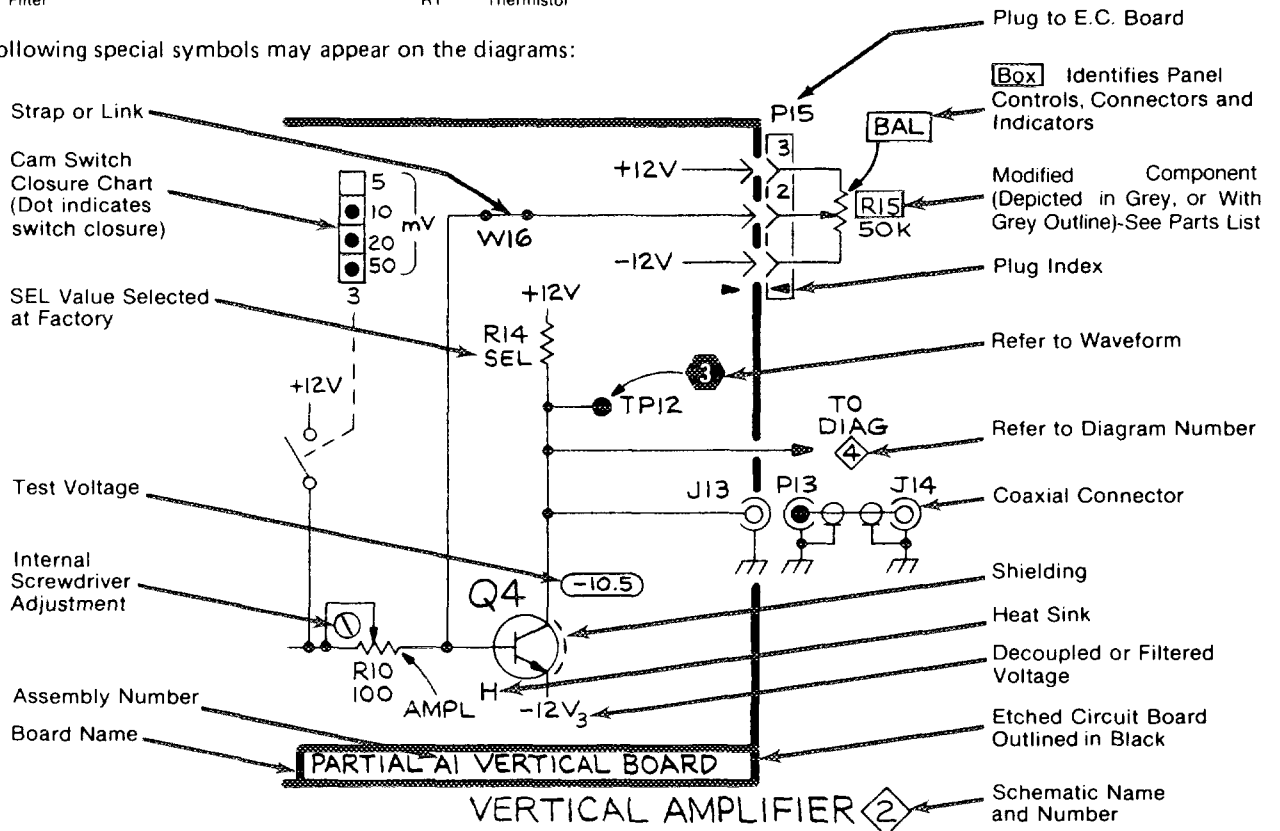 Filter
RT Thermistor
ollowing special symbols may appear on the diagrams:
Plug to E.C. Board
Box Identifies Panel
Controls, Connectors and
Indicators
Modified Component
(Depicted in Grey, or With
Grey Outline)-See Parts List
Plug Index
Refer to Waveform
Refer to Diagram Number
Coaxial Connector
Shielding
Heat Sink
Decoupled or Filtered
Voltage
Etched Circuit Board
Outlined in Black
Schematic Name
and Number
Strap or Link
Cam Switch
Closure Chart
(Dot indicates
switch closure)
SEL Value Selected
at Factory
Test Voltage
Internal
Screwdriver
Adjustment
Assembly Number
Board Name
5
10
20
50
mV
3
+12V
W16
+12V
-12V
P15
3
2
BAL
R15
50K
+12V
R14
SEL
3
TP12
TO
DIAG
4
J13
P13
J14
-10.5
Q4
R10
100
AMPL
H
-12V3
PARTIAL A1 VERTICAL BOARD
VERTICAL AMPLIFIER 2